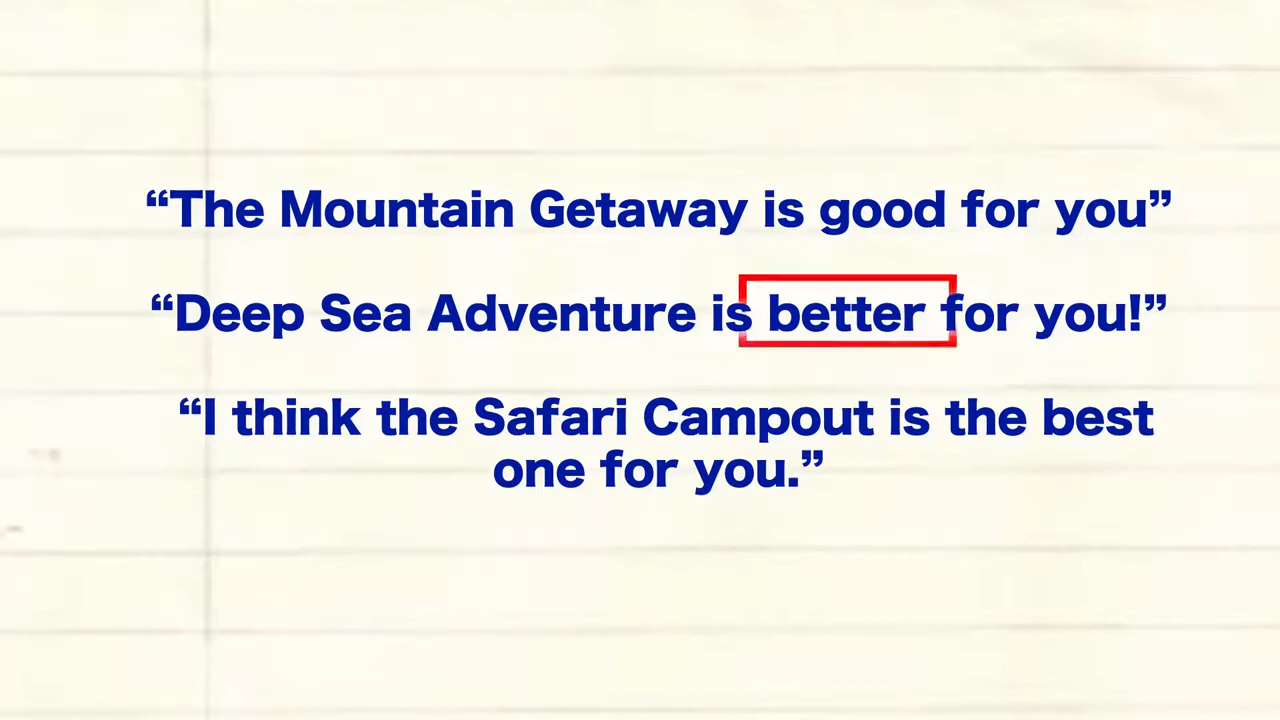 “The Mountain Getaway is good for you”
“Deep Sea Adventure is better for you!”
“I think the Safari Campout is the best
one for you.”